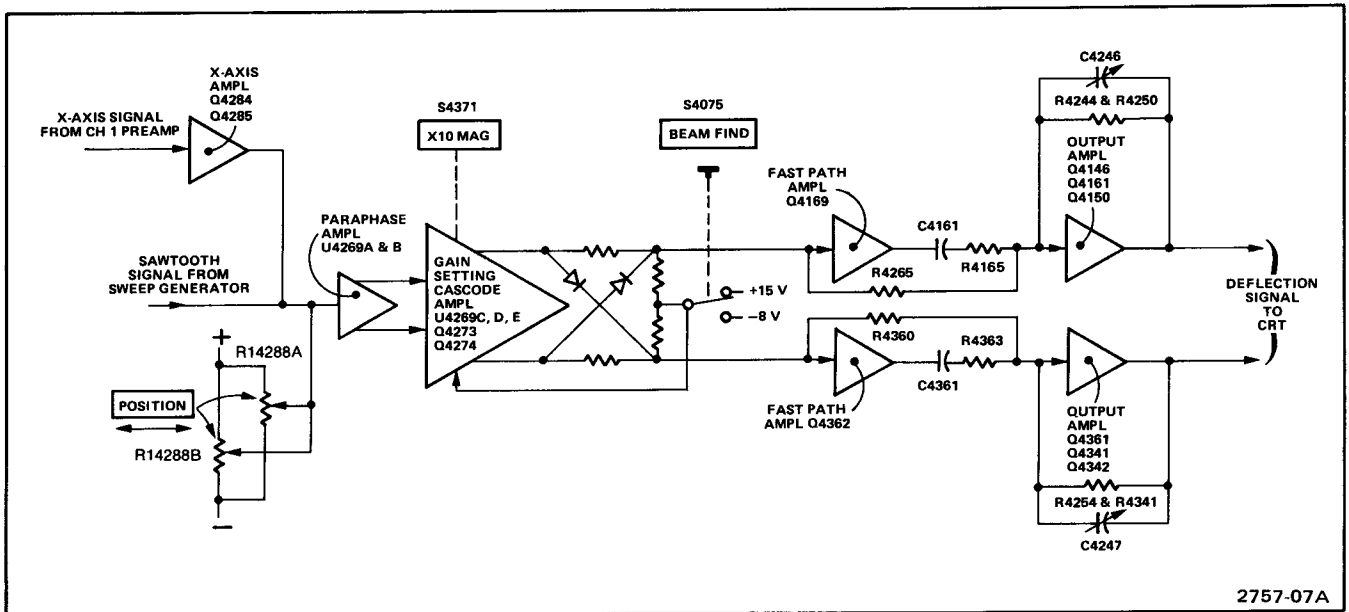 X-AXIS
AMPL
Q4284
Q4285
X-AXIS SIGNAL
FROM CH 1 PREAMP
SAWTOOTH
SIGNAL FROM
SWEEP GENERATOR
+
R14288A
POSITION
R14288B
—
PARAPHASE
AMPL
U4269A & B
S4371
X10 MAG
GAIN
SETTING
CASCODE
AMPL
U4269C, D, E
Q4273
Q4274
S4075
BEAM FIND
+15 V
−8 V
FAST PATH
AMPL
Q4169
C4161
R4165
R4265
R4360
R4363
C4361
FAST PATH
AMPL Q4362
C4246
R4244 & R4250
OUTPUT
AMPL
Q4146
Q4161
Q4150
OUTPUT
AMPL
Q4361
Q4341
Q4342
R4254 & R4341
C4247
DEFLECTION
SIGNAL
TO
CRT
2757-07A